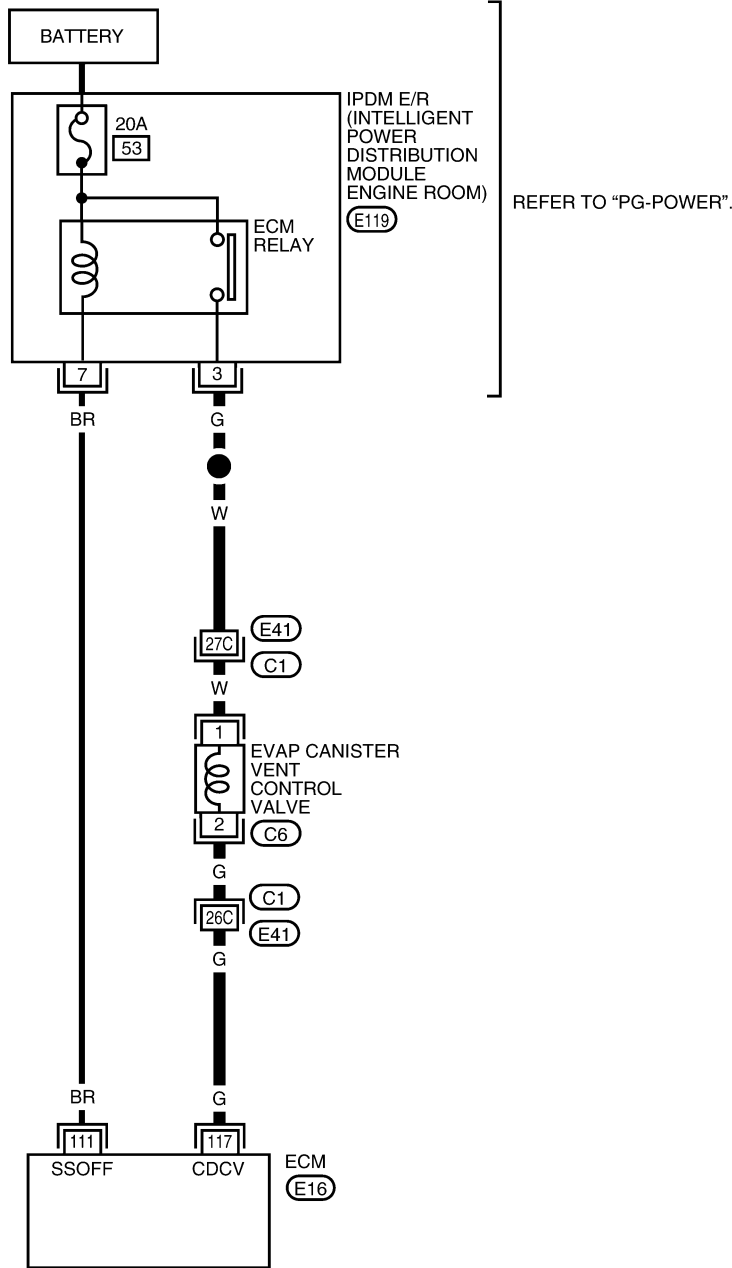 BATTERY
20A
53
IPDM E/R
(INTELLIGENT
POWER
DISTRIBUTION
MODULE
ENGINE ROOM)
E119
REFER TO “PG-POWER”.
ECM
RELAY
7
3
BR
G
W
27C
E41
C1
W
1
EVAP CANISTER
VENT
CONTROL
VALVE
2
C6
G
C1
26C
E41
G
BR
G
111
117
SSOFF
CDCV
ECM
E16